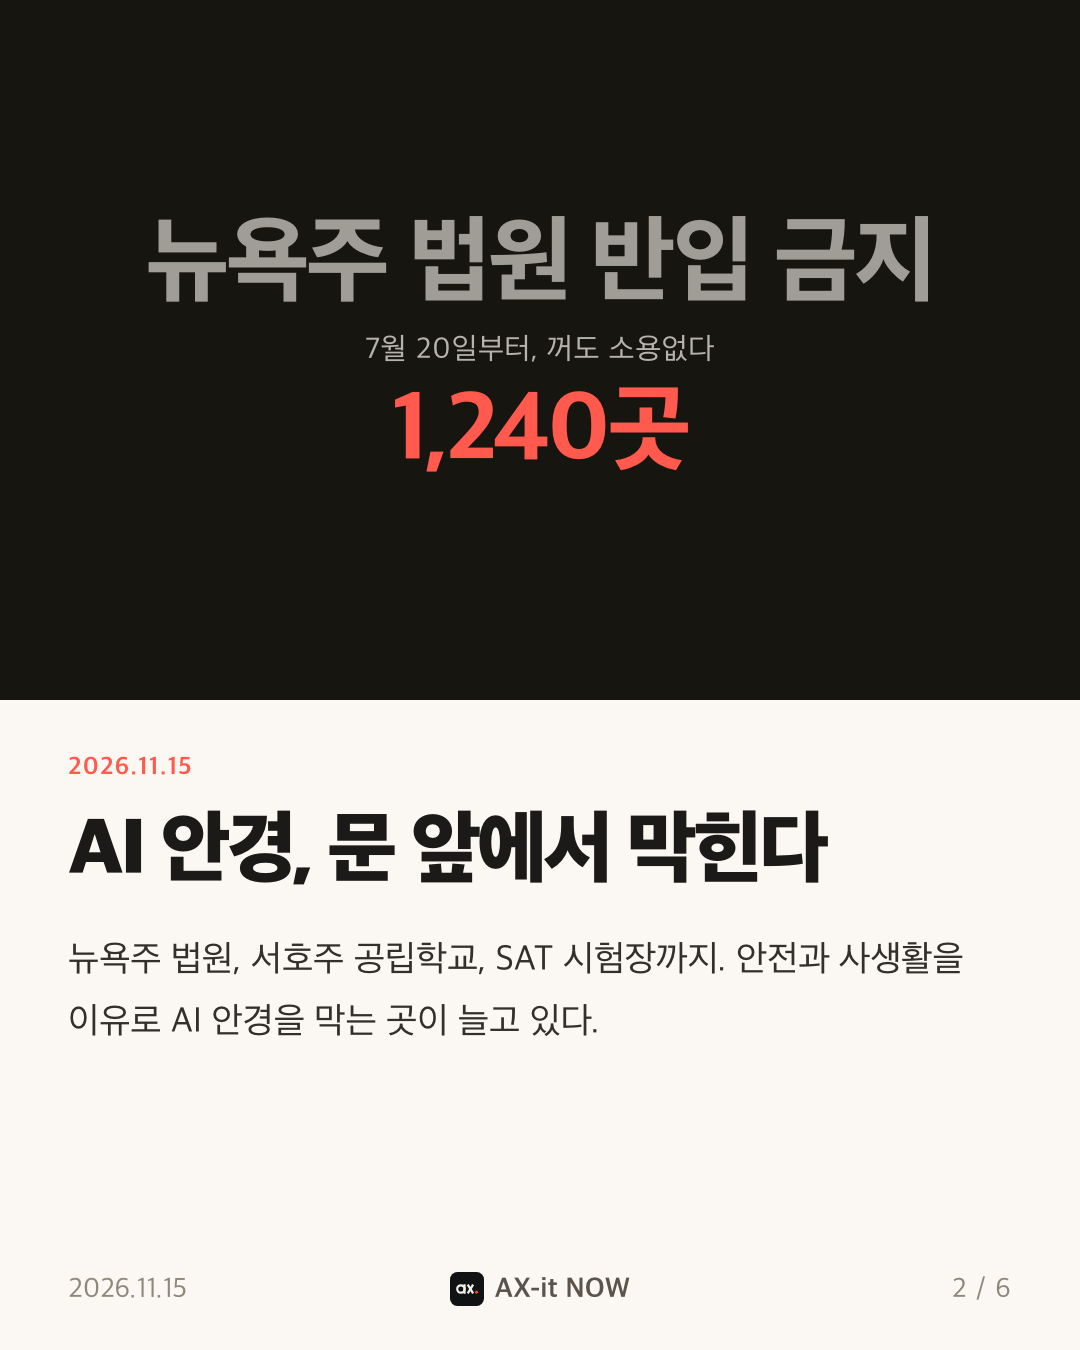 뉴욕주 법원 반입 금지
7월 20일부터, 꺼도 소용없다
1,240곳
2026.11.15
AI 안경, 문 앞에서 막힌다
뉴욕주 법원, 서호주 공립학교, SAT 시험장까지. 안전과 사생활을
이유로 AI 안경을 막는 곳이 늘고 있다.
2026.11.15
ax. AX-it NOW
2 / 6